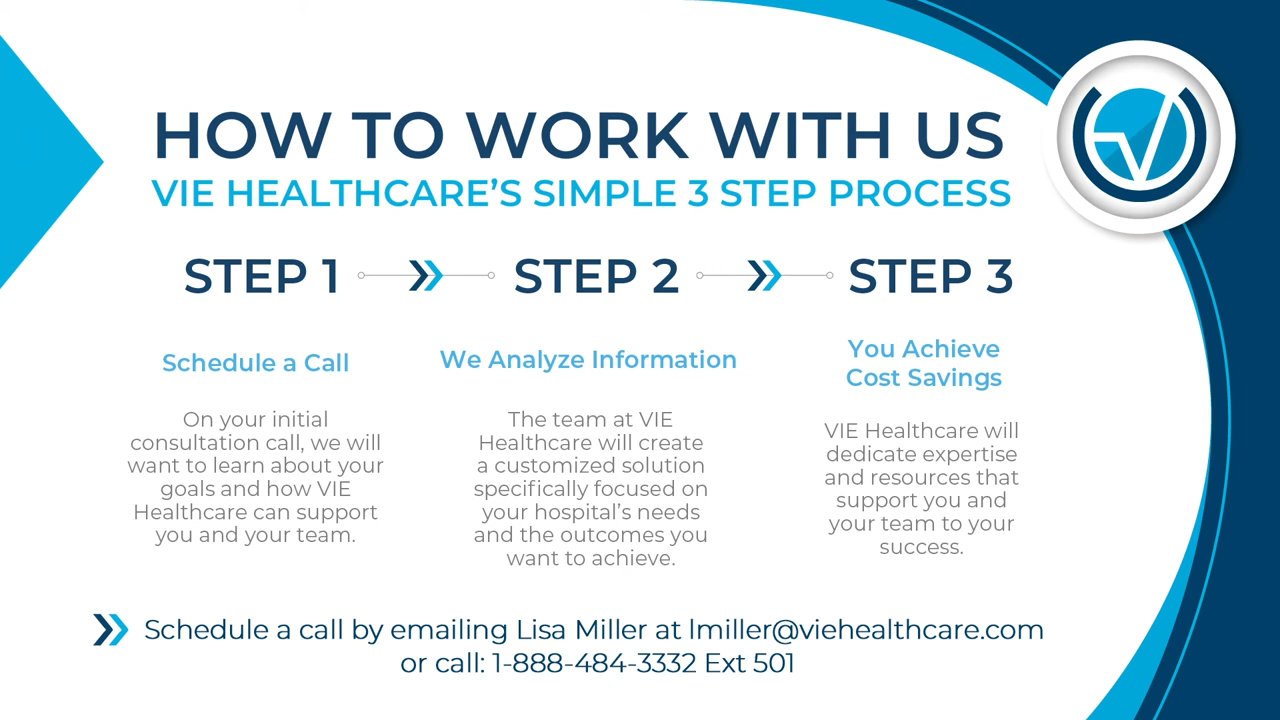 HOW TO WORK WITH US
VIE HEALTHCARE'S SIMPLE 3 STEP PROCESS
STEP 1
STEP 2
STEP 3
Schedule a Call
On your initial
consultation call, we will
want to learn about your
goals and how VIE
Healthcare can support
you and your team.
We Analyze Information
The team at VIE
Healthcare will create
a customized solution
specifically focused on
your hospital's needs
and the outcomes you
want to achieve.
You Achieve
Cost Savings
VIE Healthcare will
dedicate expertise
and resources that
support you and
your team to your
success.
Schedule a call by emailing Lisa Miller at lmiller@viehealthcare.com
or call: 1-888-484-3332 Ext 501